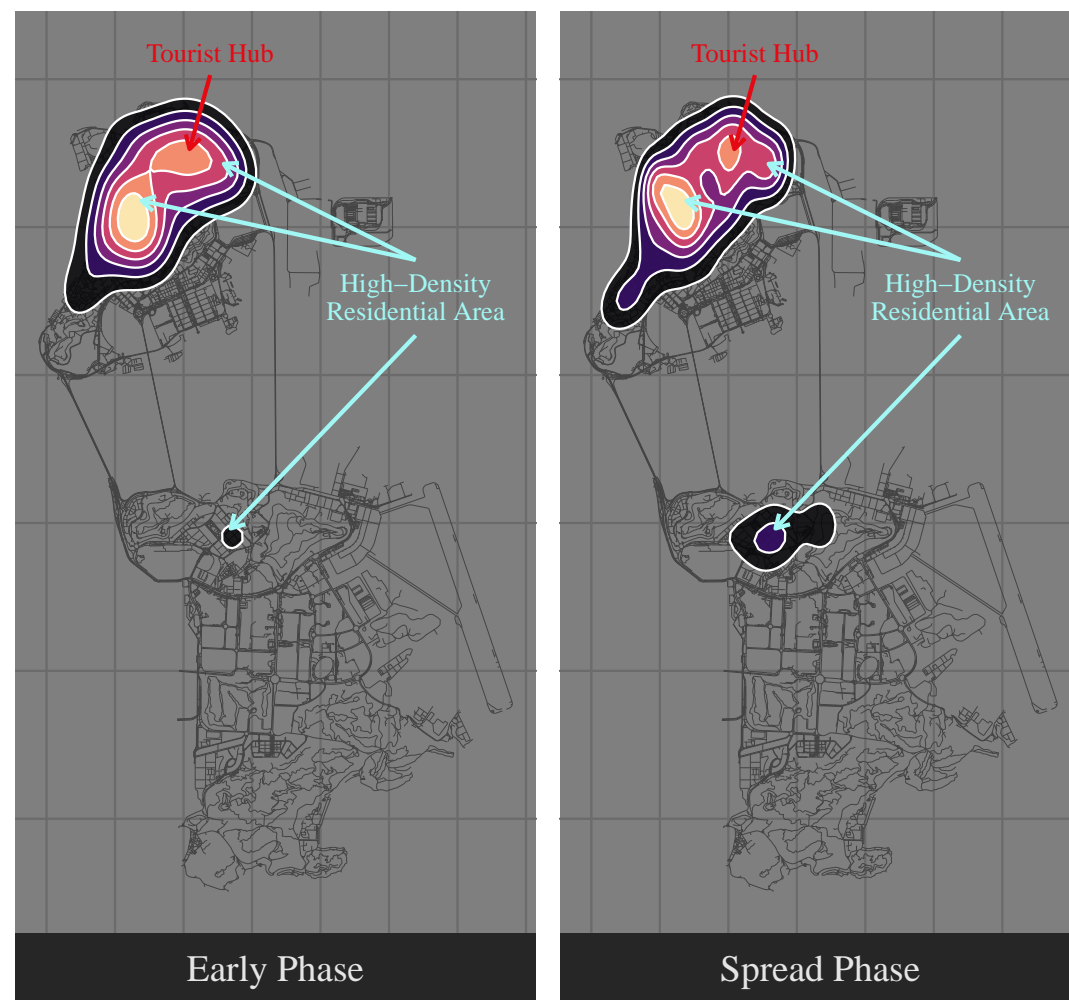 Tourist Hub
High−Density
Residential Area
Early Phase
Tourist Hub
High−Density
Residential Area
Spread Phase